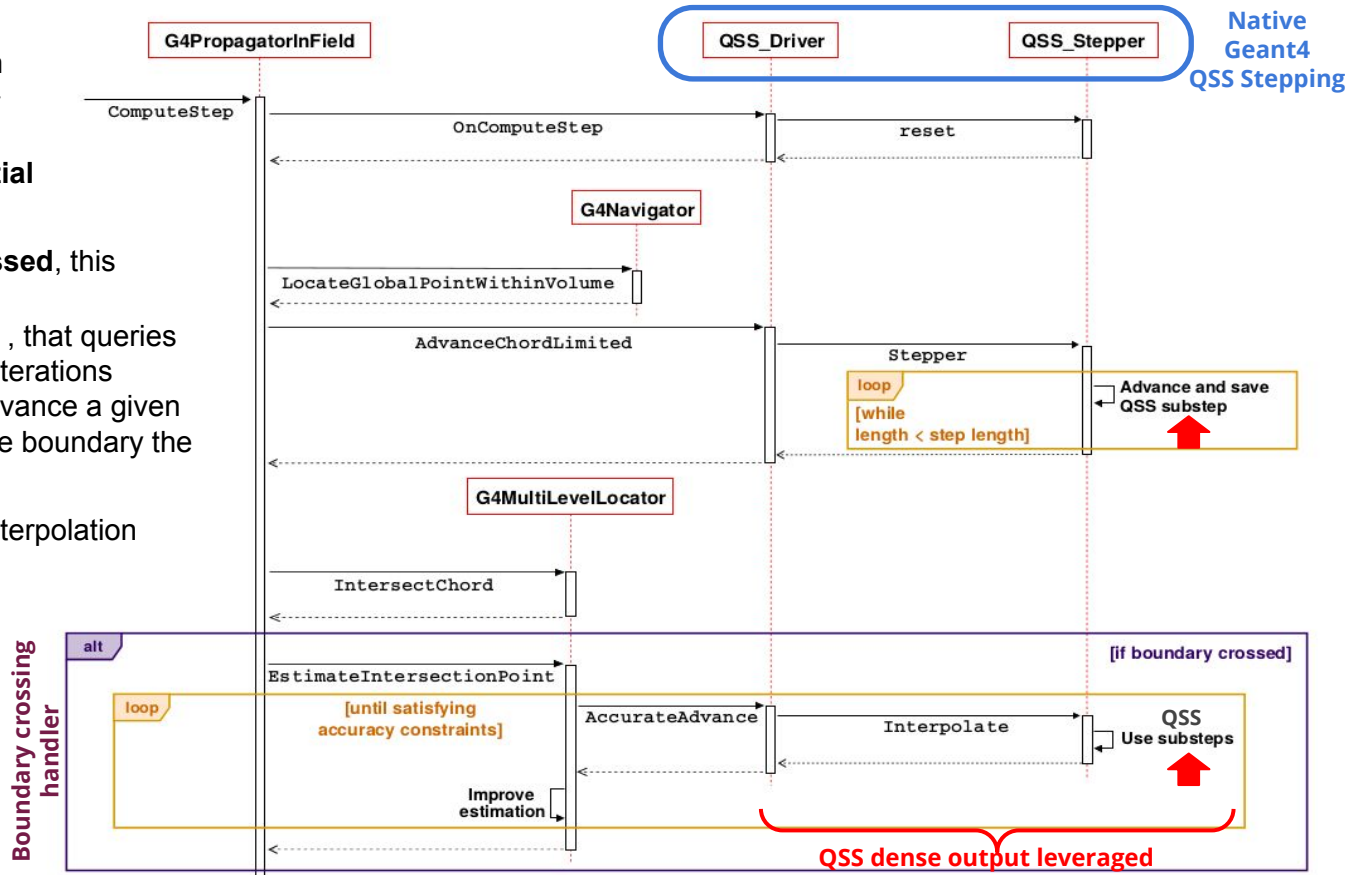 tial
ssed, this
, that queries
terations
dvance a given
e boundary the
terpolation
G4PropagatorInField
QSS_Driver
QSS_Stepper
Native
Geant4
QSS Stepping
ComputeStep
OnComputeStep
reset
G4Navigator
LocateGlobalPointWithinVolume
AdvanceChordLimited
Stepper
loop
[while
length < step length]
Advance and save
QSS substep
G4MultiLevelLocator
IntersectChord
Boundary crossing
handler
alt
[if boundary crossed]
EstimateIntersectionPoint
loop
[until satisfying
accuracy constraints]
AccurateAdvance
Interpolate
QSS
Use substeps
Improve
estimation
QSS dense output leveraged